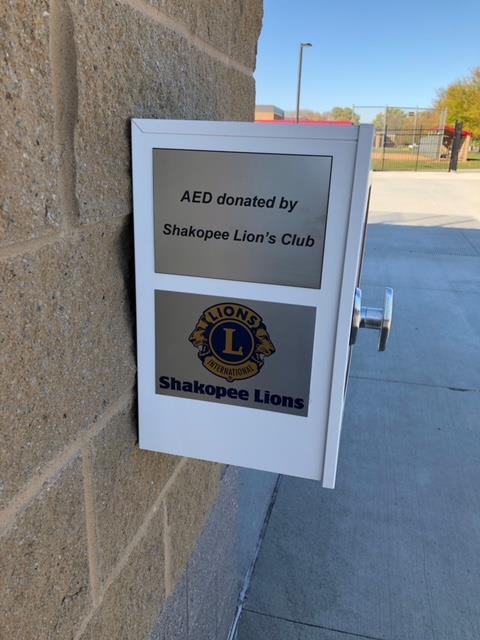 AED donated by
Shakopee Lion's Club
LIONS
L
INTERNATIONAL
Shakopee Lions